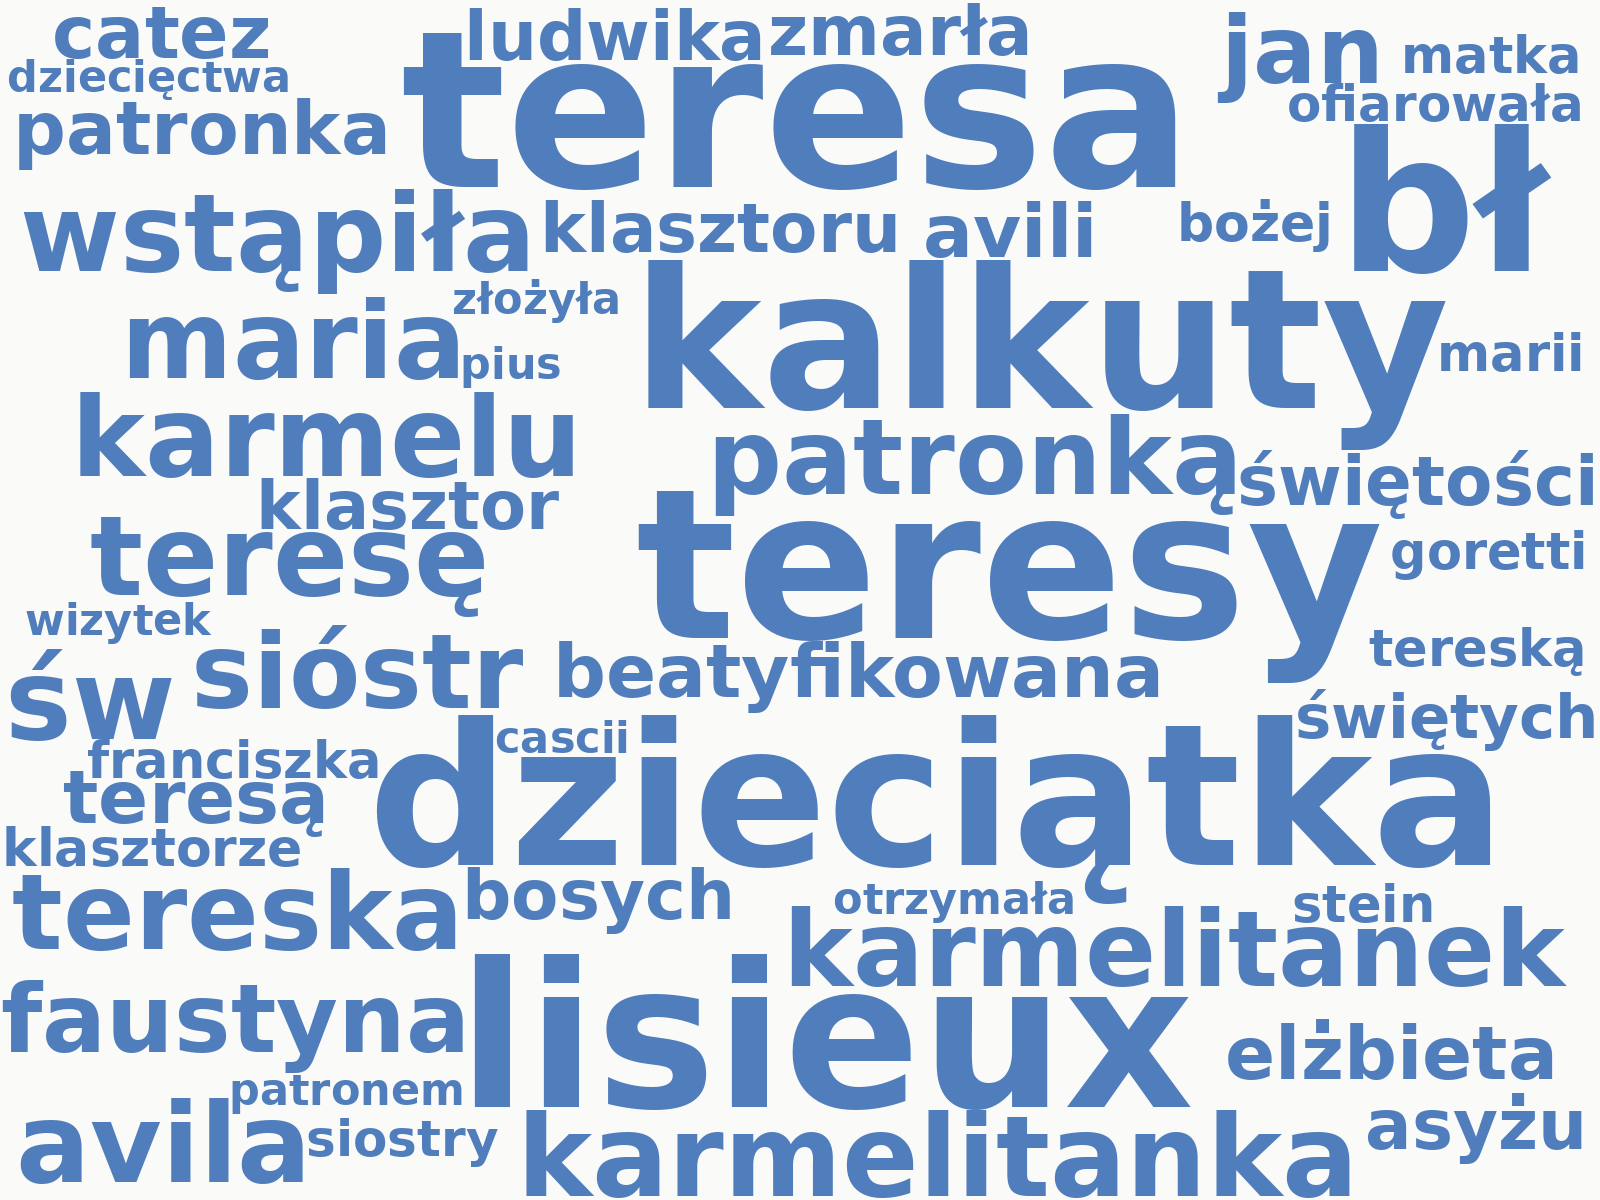 catez
ludwika
zmarła
jan
matka
dziecięctwa
teresa
ofiarowała
patronka
bł
wstąpiła
klasztoru
avili
bożej
złożyła
kalkuty
maria
pius
marii
karmelu
patronką
świętości
klasztor
teresę
teresy
goretti
wizytek
sióstr
beatyfikowana
tereską
św
świętych
franciszka
cascii
dzieciątka
teresą
klasztorze
tereska
bosych
otrzymała
stein
karmelitanek
faustyna
lisieux
elżbieta
patronem
avila
siostry
karmelitanka
asyżu